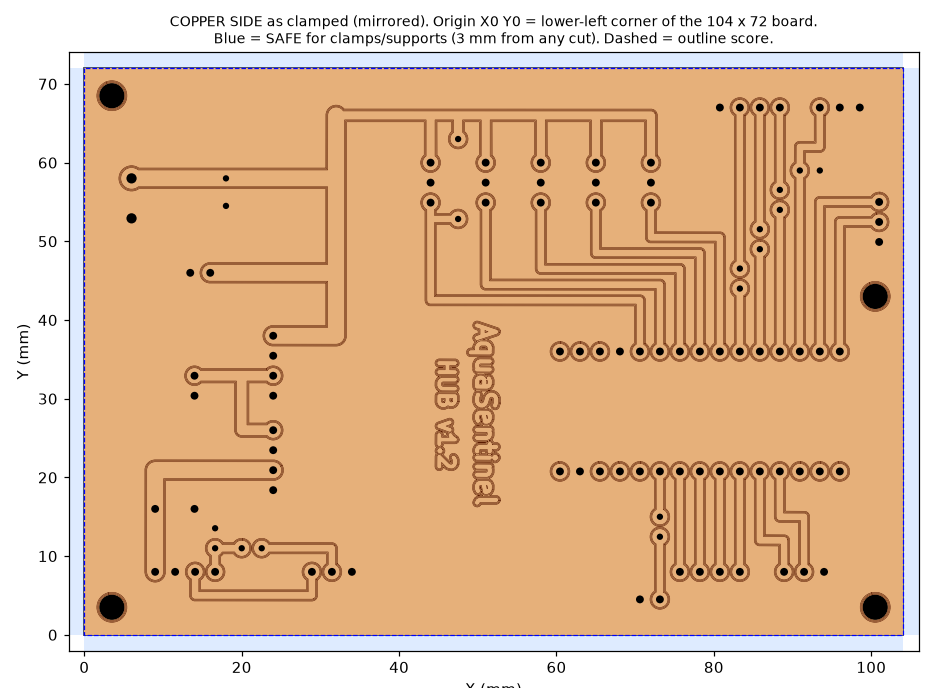 COPPER SIDE as clamped (mirrored). Origin X0 Y0 = lower-left corner of the 104 x 72 board.
Blue = SAFE for clamps/supports (3 mm from any cut). Dashed = outline score.
70
60
50
40
30
20
10
0
Y (mm)
AquaSentinel
HUB v1.2
0
20
40
60
80
100
X (mm)